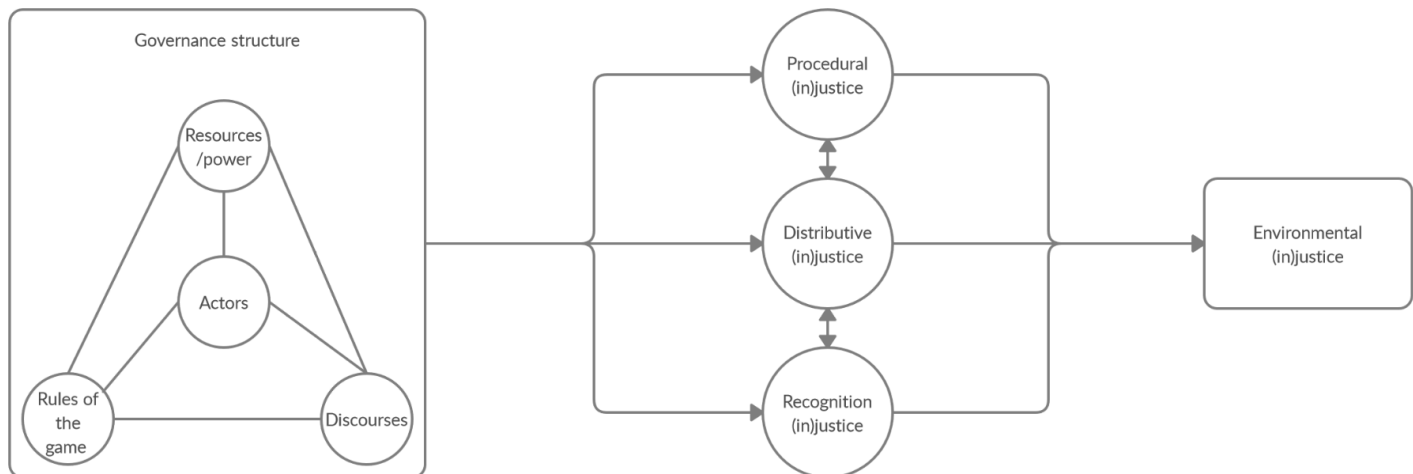 Governance structure
Resources
/power
Actors
Rules of
the
game
Discourses
Procedural
(in)justice
Distributive
(in)justice
Recognition
(in)justice
Environmental
(in)justice